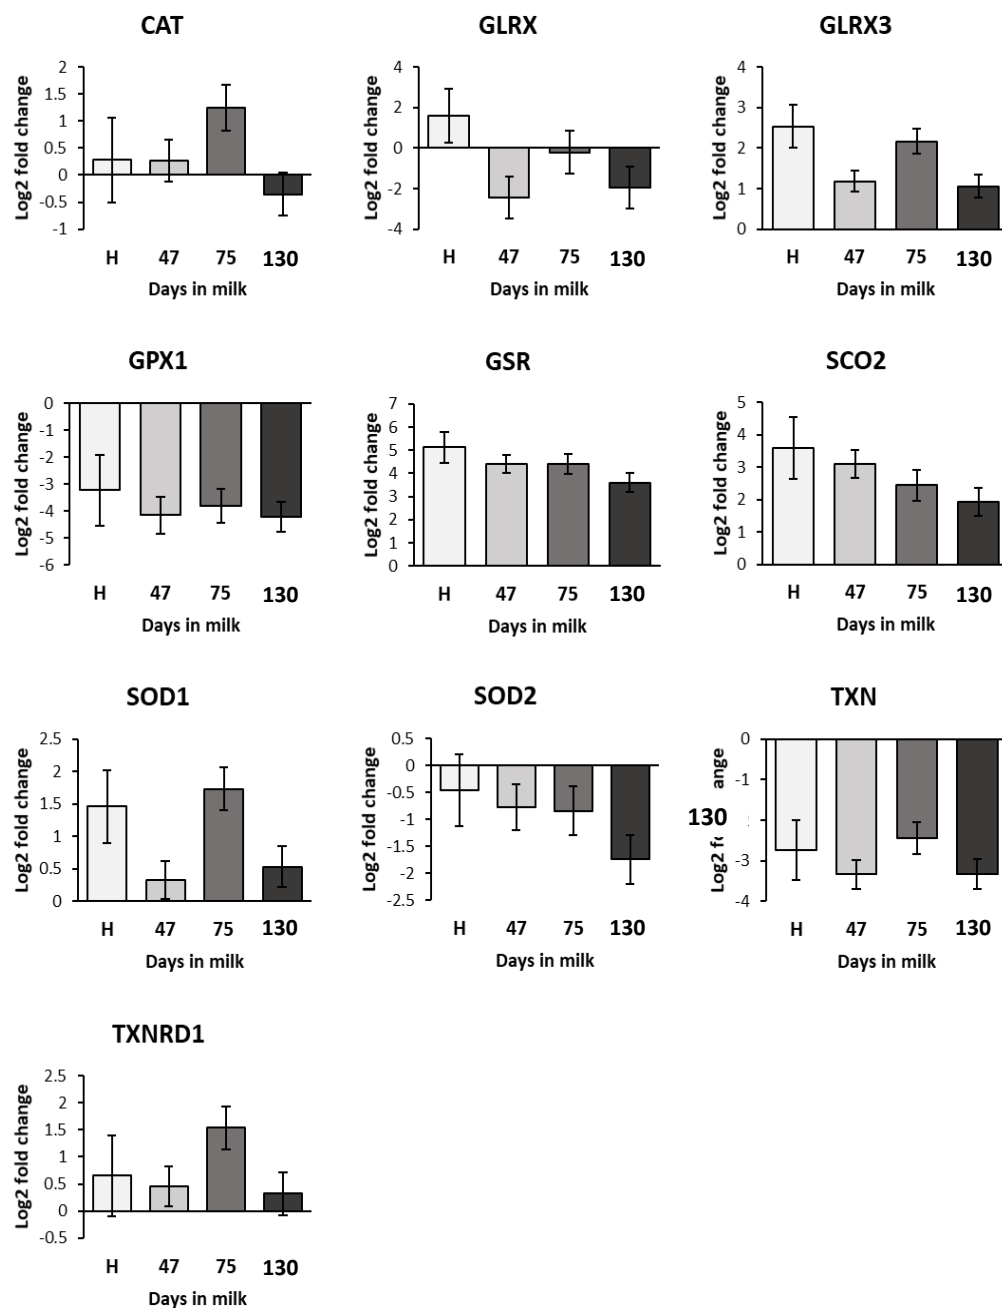 CAT
Log2 fold change
2
1.5
1
0.5
0
-0.5
-1
H 47 75 130
Days in milk
GLRX
Log2 fold change
4
2
0
-2
-4
H 47 75 130
Days in milk
GLRX3
Log2 fold change
4
3
2
1
0
H 47 75 130
Days in milk
GPX1
Log2 fold change
0
-1
-2
-3
-4
-5
-6
H 47 75 130
Days in milk
GSR
Log2 fold change
7
6
5
4
3
2
1
0
H 47 75 130
Days in milk
SCO2
Log2 fold change
5
4
3
2
1
0
H 47 75 130
Days in milk
SOD1
Log2 fold change
2.5
2
1.5
1
0.5
0
H 47 75 130
Days in milk
SOD2
Log2 fold change
0.5
0
-0.5
-1
-1.5
-2
-2.5
H 47 75 130
Days in milk
TXN
Log2
ange
0
-1
130
-3
-4
H 47 75 130
Days in milk
TXNRD1
Log2 fold change
2.5
2
1.5
1
0.5
0
-0.5
H 47 75 130
Days in milk